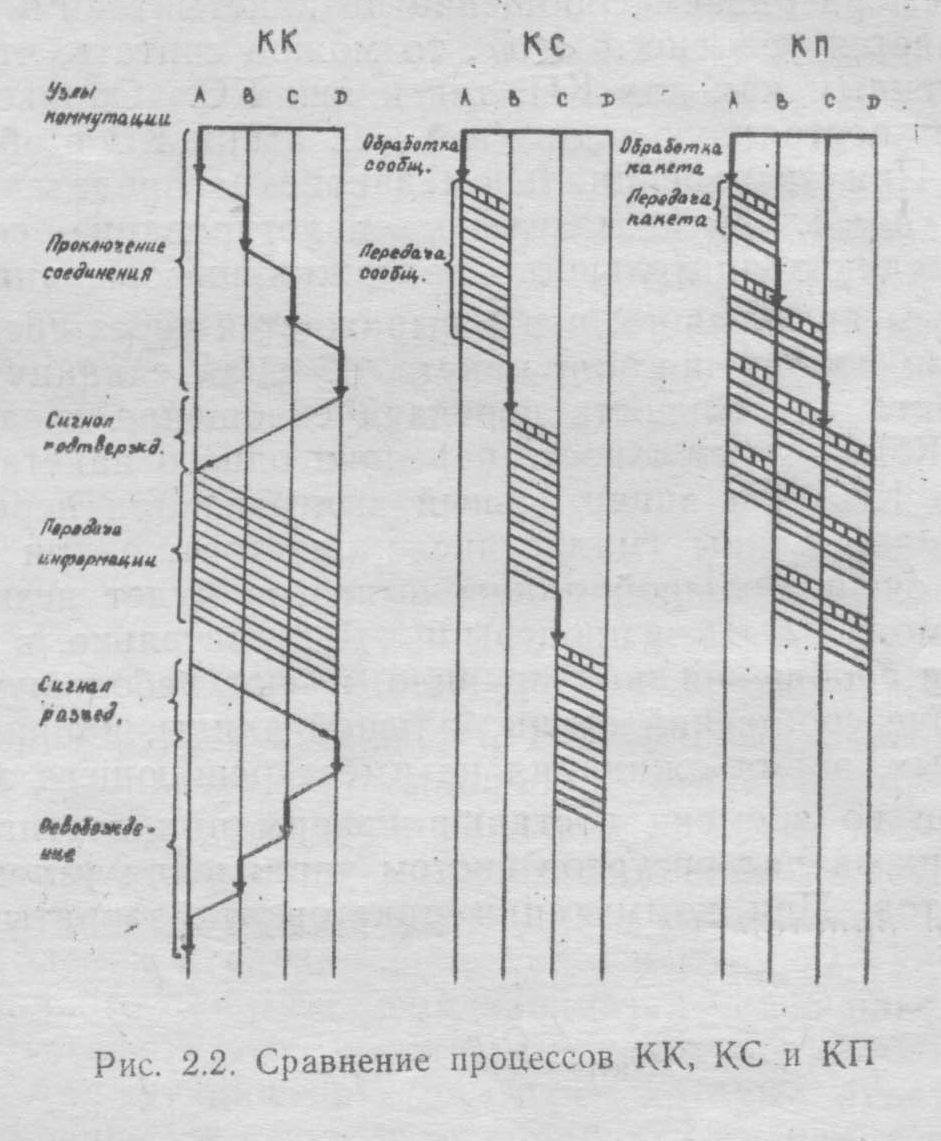 КК КС КП
Узлы
коммутации
A B C D
A B C D
A B C D
Обработка
сообщ.
Обработка
пакета
Передача
пакета
Проключение
соединения
Передача
сообщ.
Сигнал
подтвержд.
Передача
информации
Сигнал
разъед.
Освобожде-
ние
Рис. 2.2. Сравнение процессов КК, КС и КП